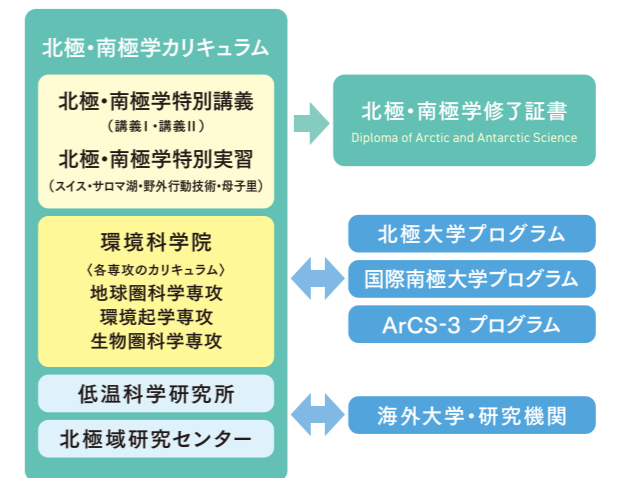 北極・南極学カリキュラム
北極・南極学特別講義
（講義I・講義II）
北極・南極学特別実習
（スイス・サロマ湖・野外行動技術・母子里）
環境科学院
〈各専攻のカリキュラム〉
地球圏科学専攻
環境起学専攻
生物圏科学専攻
低温科学研究所
北極域研究センター
北極・南極学修了証書
Diploma of Arctic and Antarctic Science
北極大学プログラム
国際南極大学プログラム
ArCS-3 プログラム
海外大学・研究機関